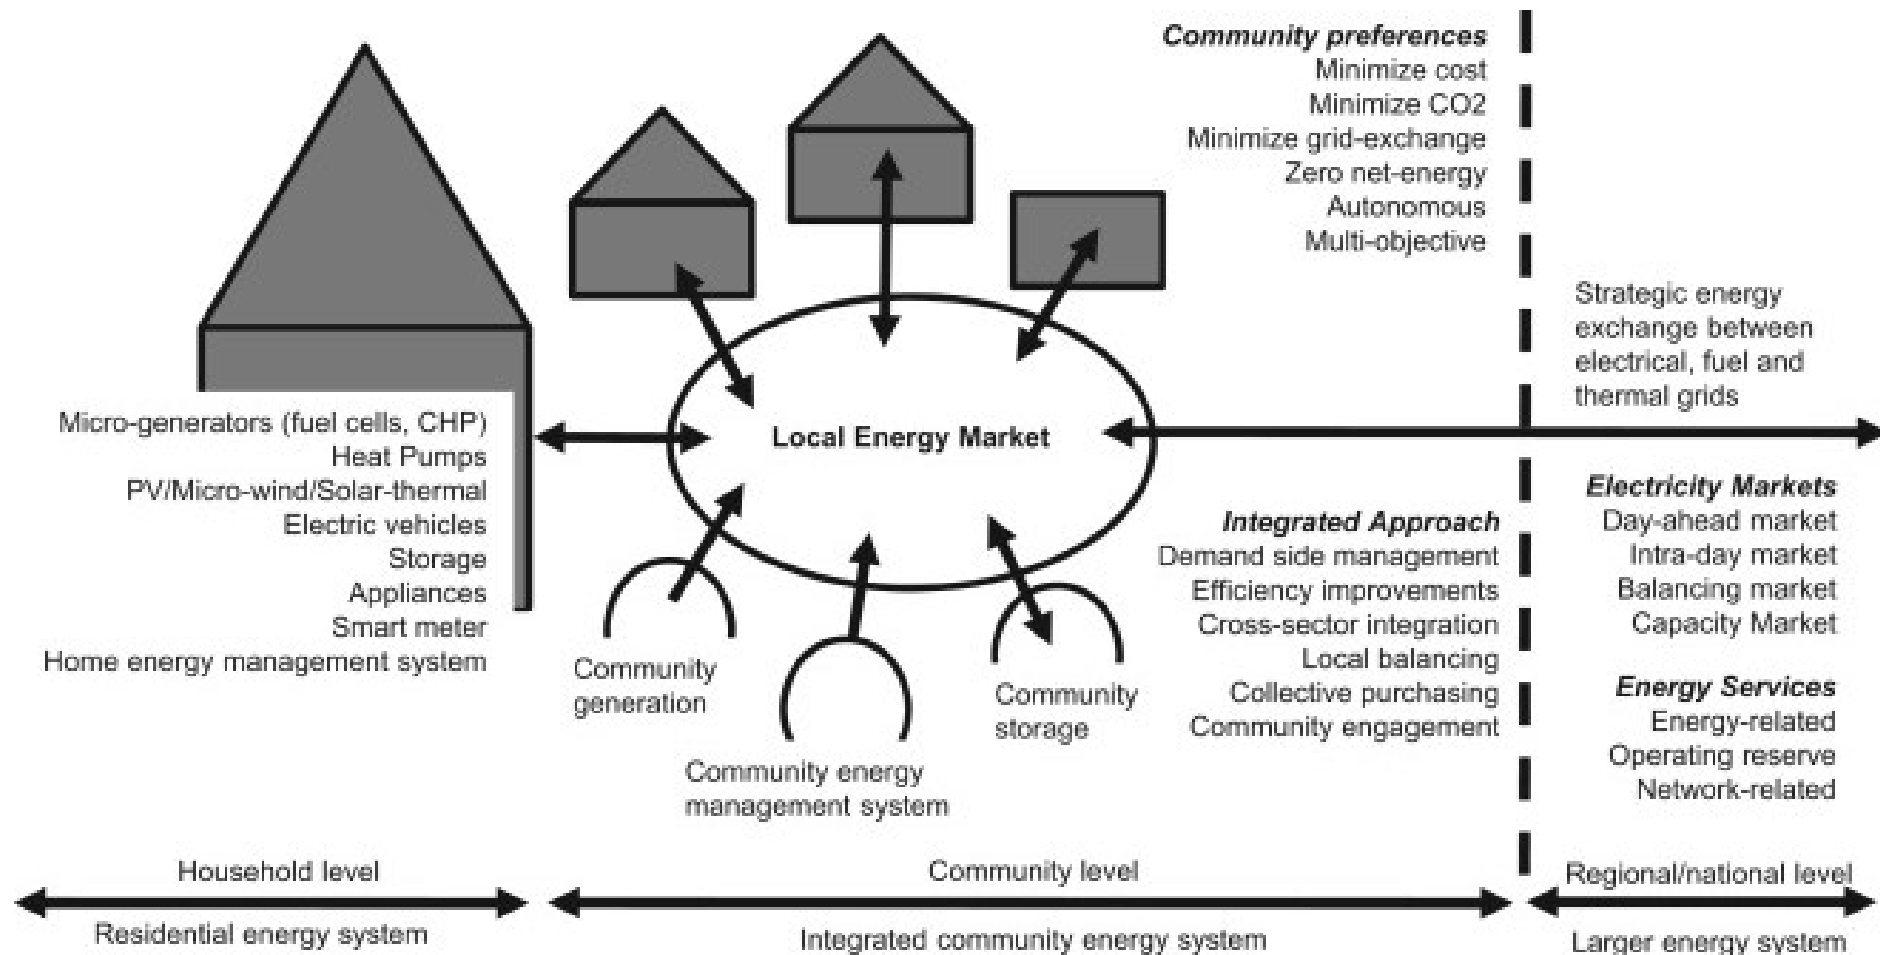 Community preferences
Minimize cost
Minimize CO2
Minimize grid-exchange
Zero net-energy
Autonomous
Multi-objective
Strategic energy
exchange between
electrical, fuel and
thermal grids
Micro-generators (fuel cells, CHP)
Heat Pumps
PV/Micro-wind/Solar-thermal
Electric vehicles
Storage
Appliances
Smart meter
Home energy management system
Local Energy Market
Community
generation
Community energy
management system
Community
storage
Integrated Approach
Demand side management
Efficiency improvements
Cross-sector integration
Local balancing
Collective purchasing
Community engagement
Electricity Markets
Day-ahead market
Intra-day market
Balancing market
Capacity Market
Energy Services
Energy-related
Operating reserve
Network-related
Household level
Residential energy system
Community level
Integrated community energy system
Regional/national level
Larger energy system